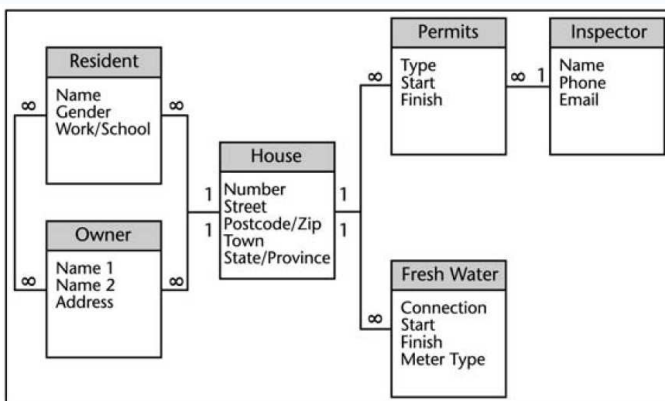 Resident
Name
Gender
Work/School
∞
∞
Owner
Name 1
Name 2
Address
∞
∞
House
Number
Street
Postcode/Zip
Town
State/Province
1
1
1
1
Permits
Type
Start
Finish
∞
∞
1
Inspector
Name
Phone
Email
Fresh Water
Connection
Start
Finish
Meter Type
∞